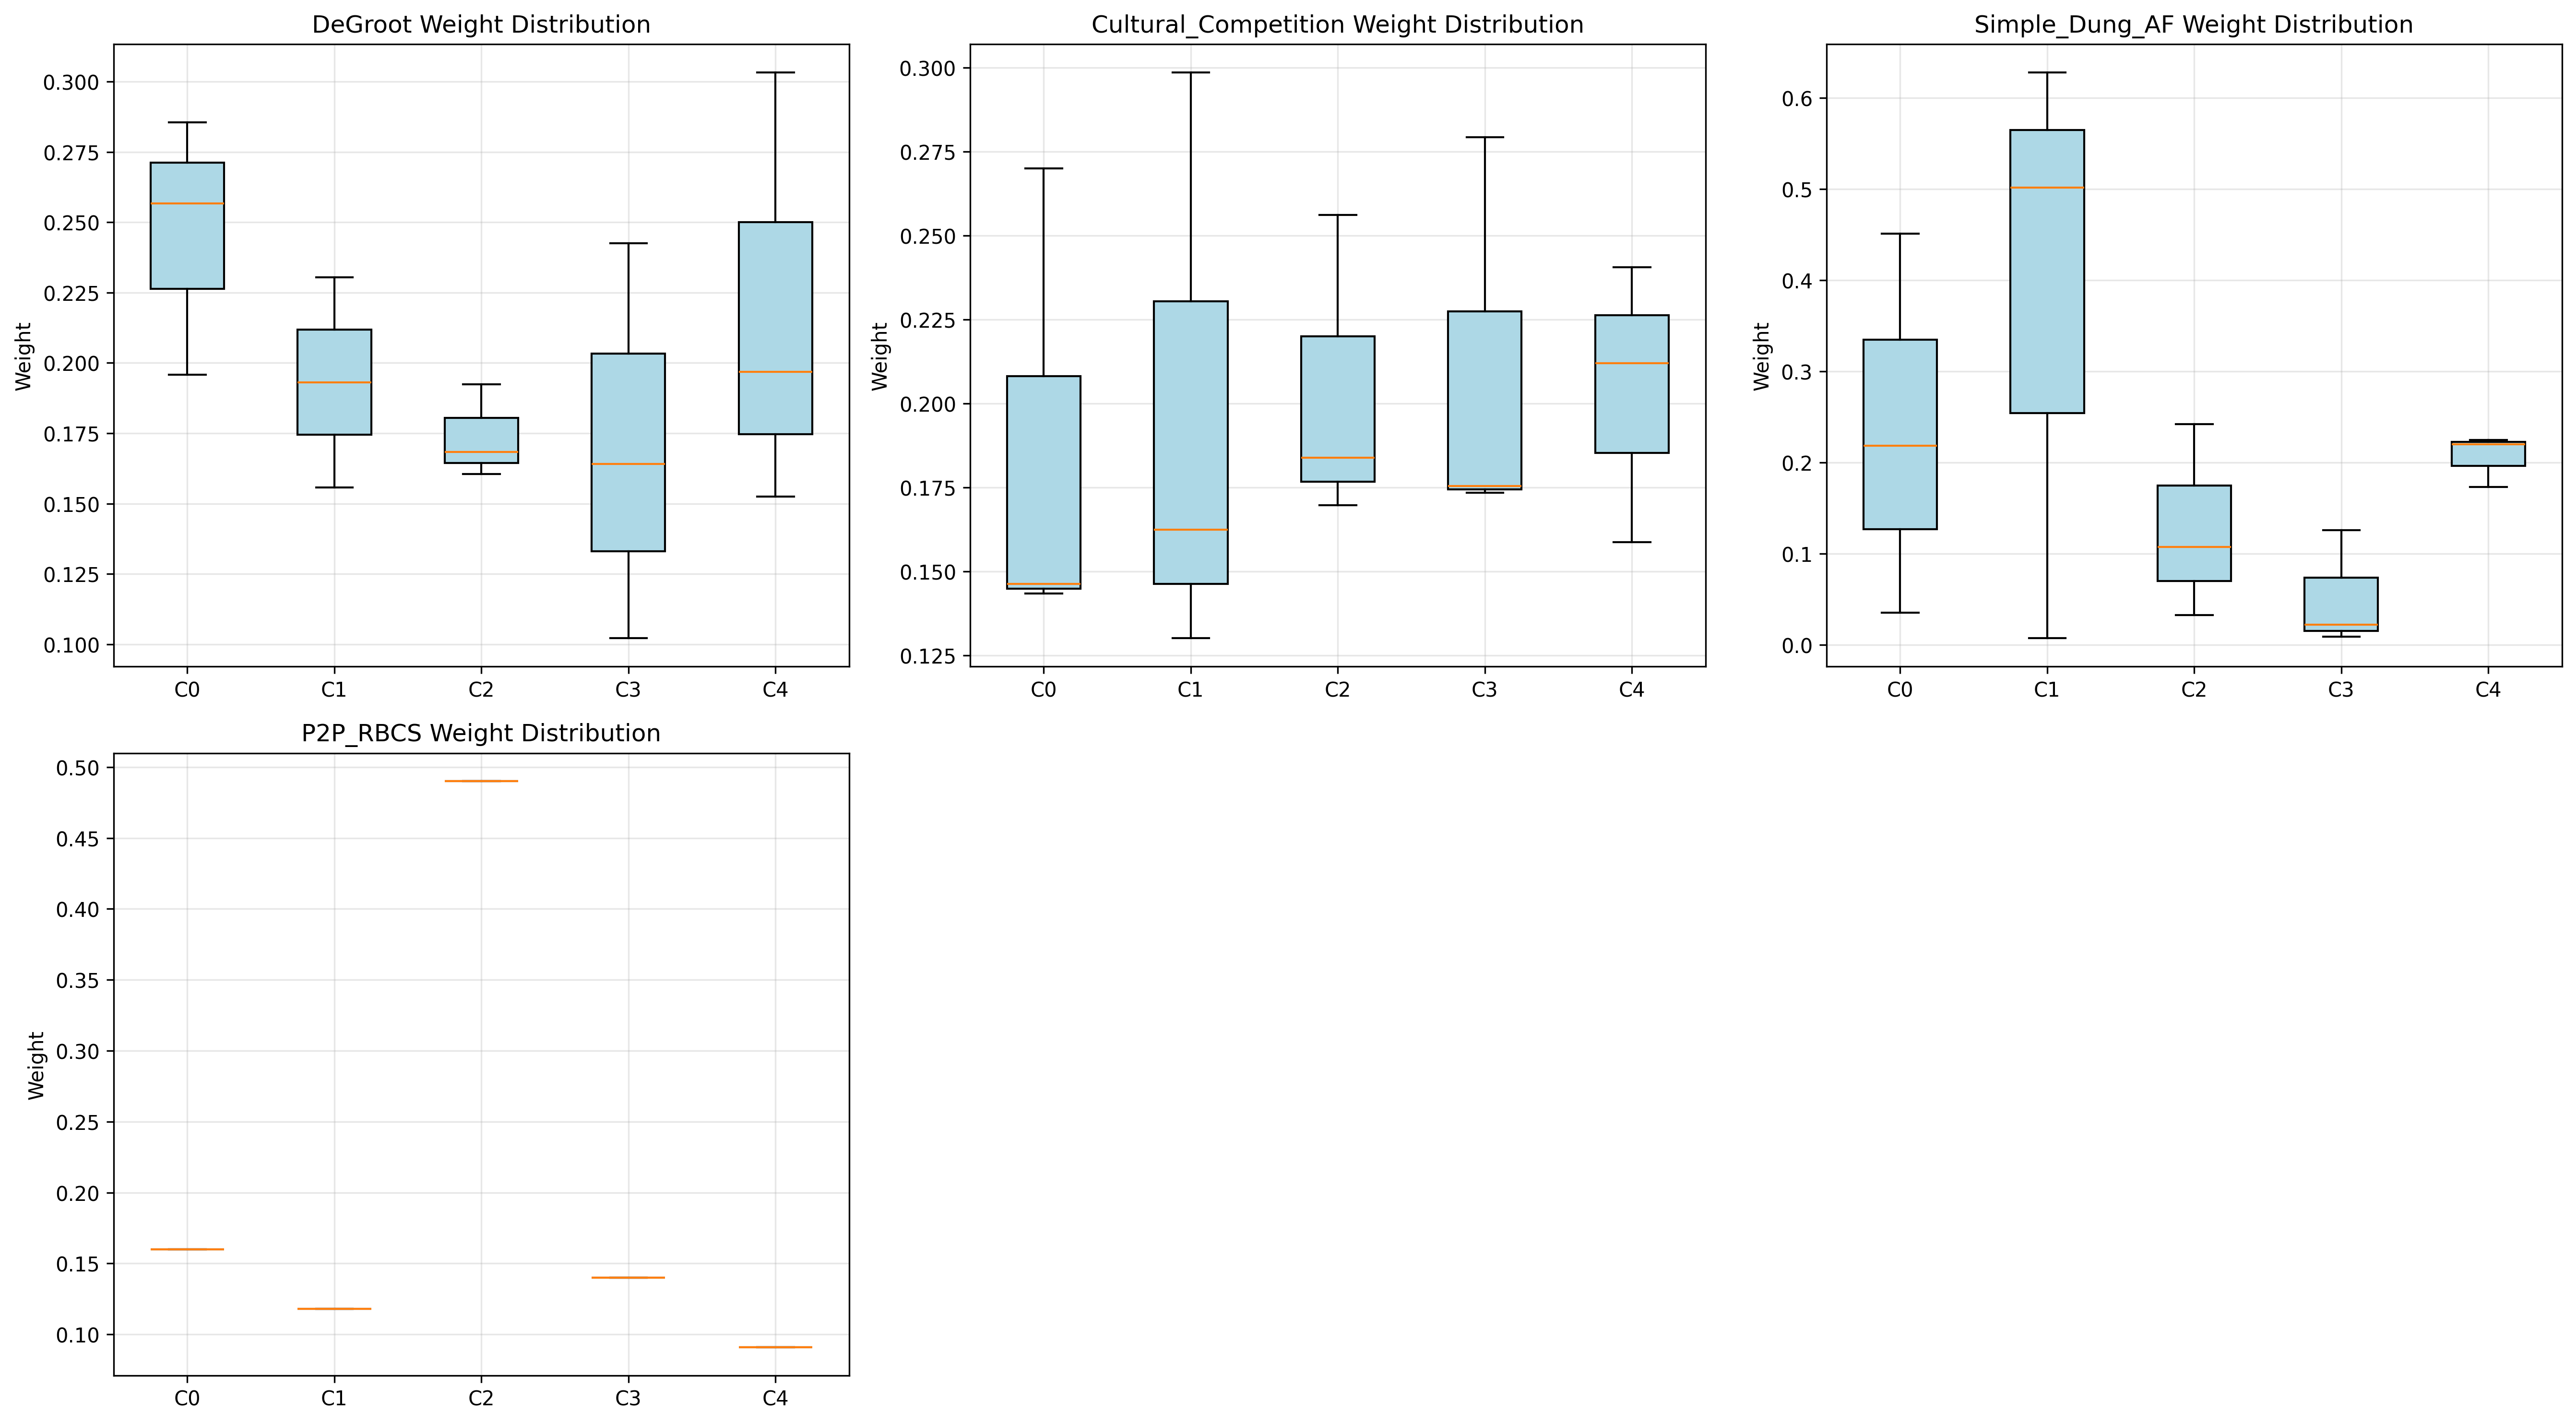 DeGroot Weight Distribution
Weight
0.300
0.275
0.250
0.225
0.200
0.175
0.150
0.125
0.100
C0 C1 C2 C3 C4
Cultural_Competition Weight Distribution
Weight
0.300
0.275
0.250
0.225
0.200
0.175
0.150
0.125
C0 C1 C2 C3 C4
Simple_Dung_AF Weight Distribution
Weight
0.6
0.5
0.4
0.3
0.2
0.1
0.0
C0 C1 C2 C3 C4
P2P_RBCS Weight Distribution
Weight
0.50
0.45
0.40
0.35
0.30
0.25
0.20
0.15
0.10
C0 C1 C2 C3 C4